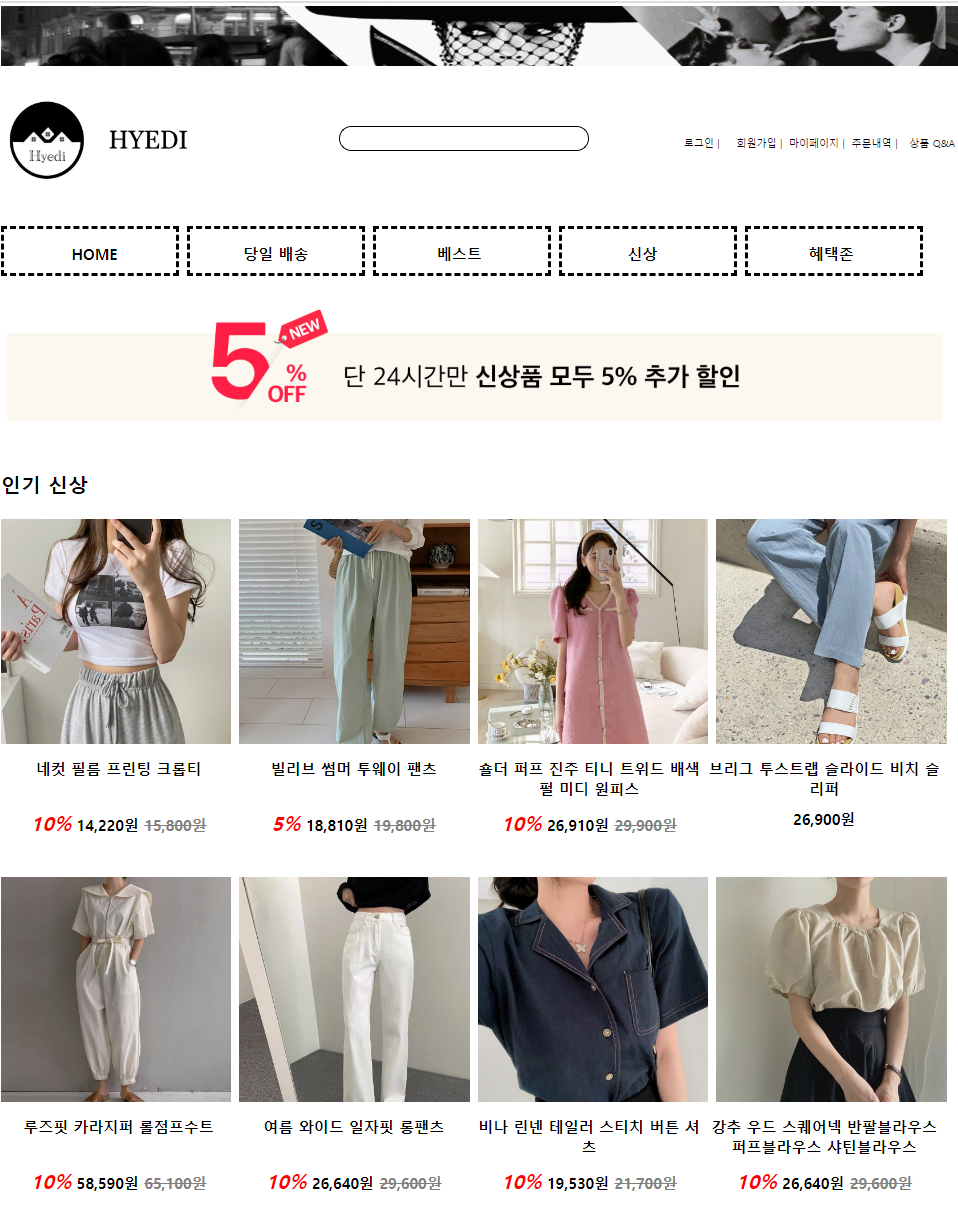 Hyedi
HYEDI
로그인 | 회원가입 | 마이페이지 | 주문내역 | 상품 Q&A
HOME 당일 배송 베스트 신상 혜택존
5% OFF NEW
단 24시간만 신상품 모두 5% 추가 할인
인기 신상
A Paris
네컷 필름 프린팅 크롭티
10% 14,220원 15,800원
빌리브 썸머 투웨이 팬츠
5% 18,810원 19,800원
숄더 퍼프 진주 티니 트위드 배색
펄 미디 원피스
10% 26,910원 29,900원
브리그 투스트랩 슬라이드 비치 슬
리퍼
26,900원
루즈핏 카라지퍼 롤점프수트
10% 58,590원 65,100원
여름 와이드 일자핏 롱팬츠
10% 26,640원 29,600원
비나 린넨 테일러 스티치 버튼 셔
츠
10% 19,530원 21,700원
강추 우드 스퀘어넥 반팔블라우스
퍼프블라우스 샤틴블라우스
10% 26,640원 29,600원